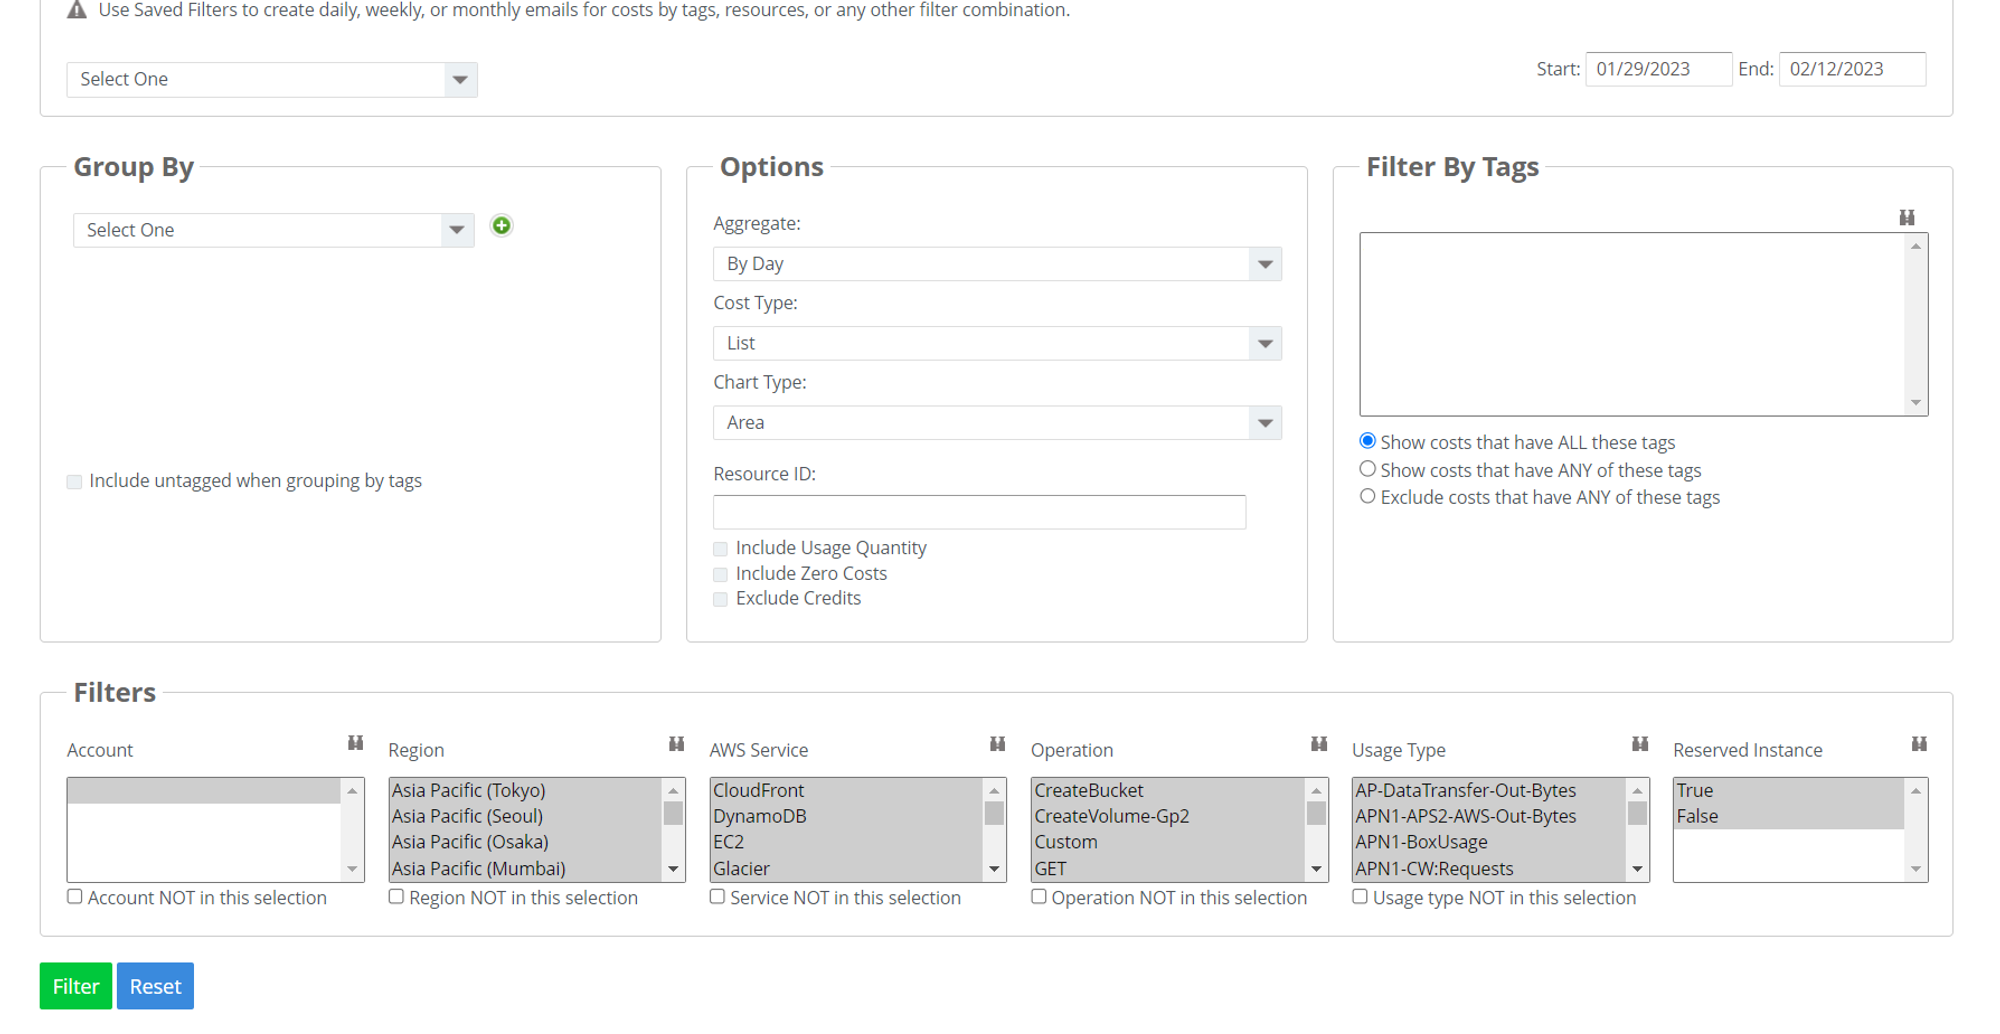 Use Saved Filters to create daily, weekly, or monthly emails for costs by tags, resources, or any other filter combination.
Select One
Start: 01/29/2023 End: 02/12/2023
Group By
Select One
Include untagged when grouping by tags
Options
Aggregate:
By Day
Cost Type:
List
Chart Type:
Area
Resource ID:
Include Usage Quantity
Include Zero Costs
Exclude Credits
Filter By Tags
Show costs that have ALL these tags
Show costs that have ANY of these tags
Exclude costs that have ANY of these tags
Filters
Account
Account NOT in this selection
Region
Asia Pacific (Tokyo)
Asia Pacific (Seoul)
Asia Pacific (Osaka)
Asia Pacific (Mumbai)
Region NOT in this selection
AWS Service
CloudFront
DynamoDB
EC2
Glacier
Service NOT in this selection
Operation
CreateBucket
CreateVolume-Gp2
Custom
GET
Operation NOT in this selection
Usage Type
AP-DataTransfer-Out-Bytes
APN1-APS2-AWS-Out-Bytes
APN1-BoxUsage
APN1-CW:Requests
Usage type NOT in this selection
Reserved Instance
True
False
Filter
Reset